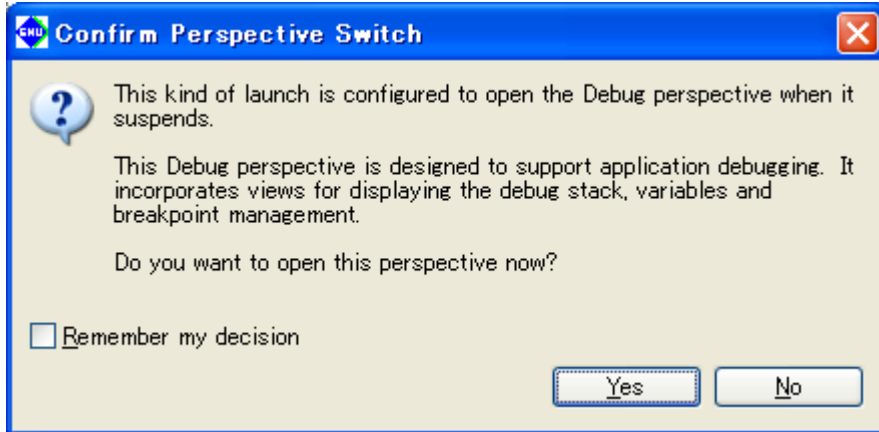 GNU Confirm Perspective Switch
This kind of launch is configured to open the Debug perspective when it
suspends.
This Debug perspective is designed to support application debugging. It
incorporates views for displaying the debug stack, variables and
breakpoint management.
Do you want to open this perspective now?
Remember my decision
Yes No